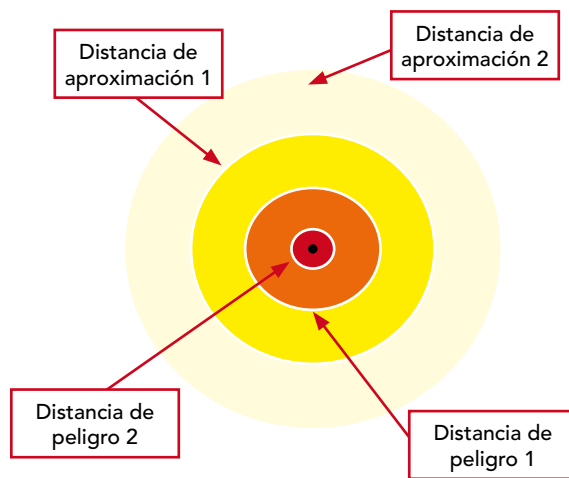 Distancia de
aproximación 1
Distancia de
aproximación 2
Distancia de
peligro 2
Distancia de
peligro 1